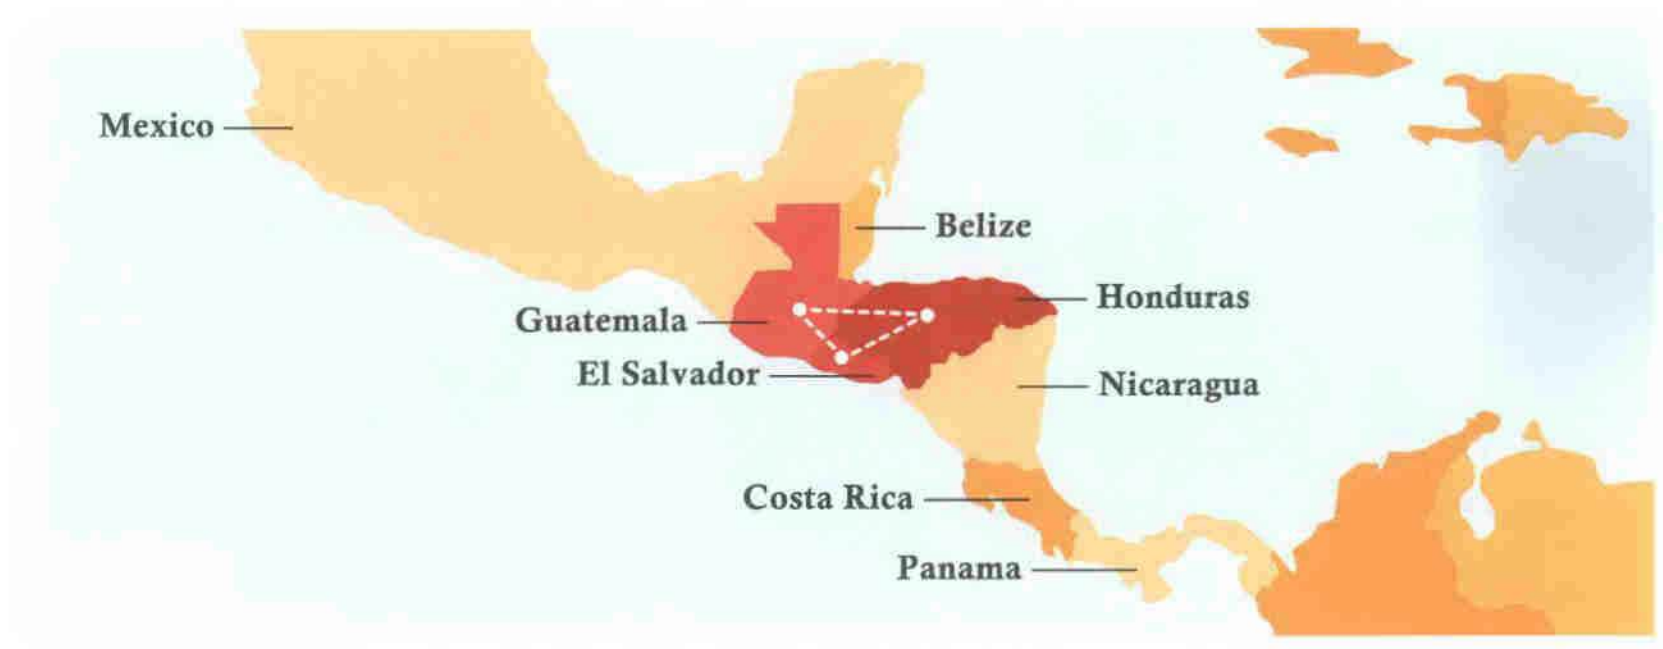 Mexico
Belize
Honduras
Guatemala
El Salvador
Nicaragua
Costa Rica
Panama